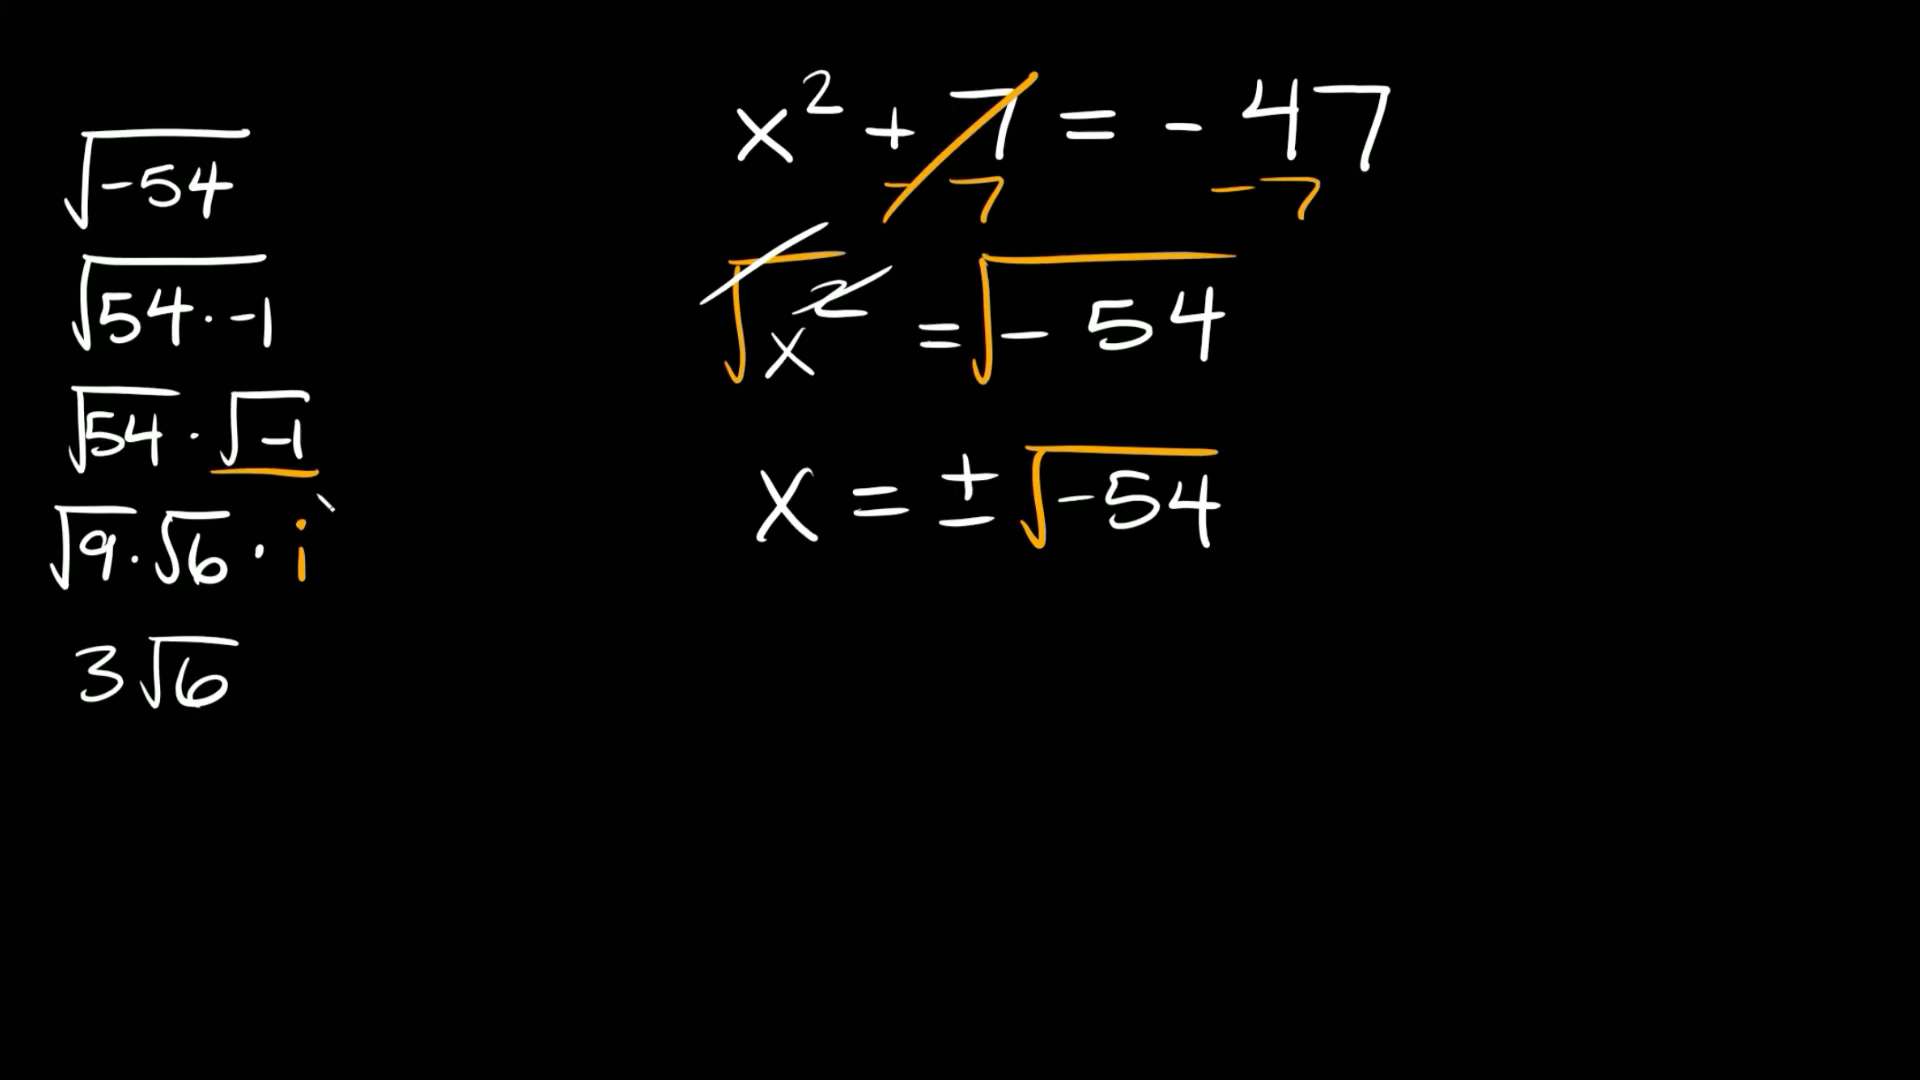 √-54
√54 · -1
√54 · √-1
√9 · √6 · i
3√6
x² + 7 = - 47
- 7 -7
√x² = √- 54
x = ± √-54